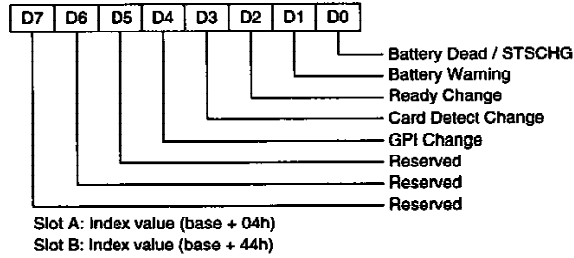 D7 D6 D5 D4 D3 D2 D1 D0
Battery Dead / STSCHG
Battery Warning
Ready Change
Card Detect Change
GPI Change
Reserved
Reserved
Reserved
Slot A: Index value (base + 04h)
Slot B: Index value (base + 44h)